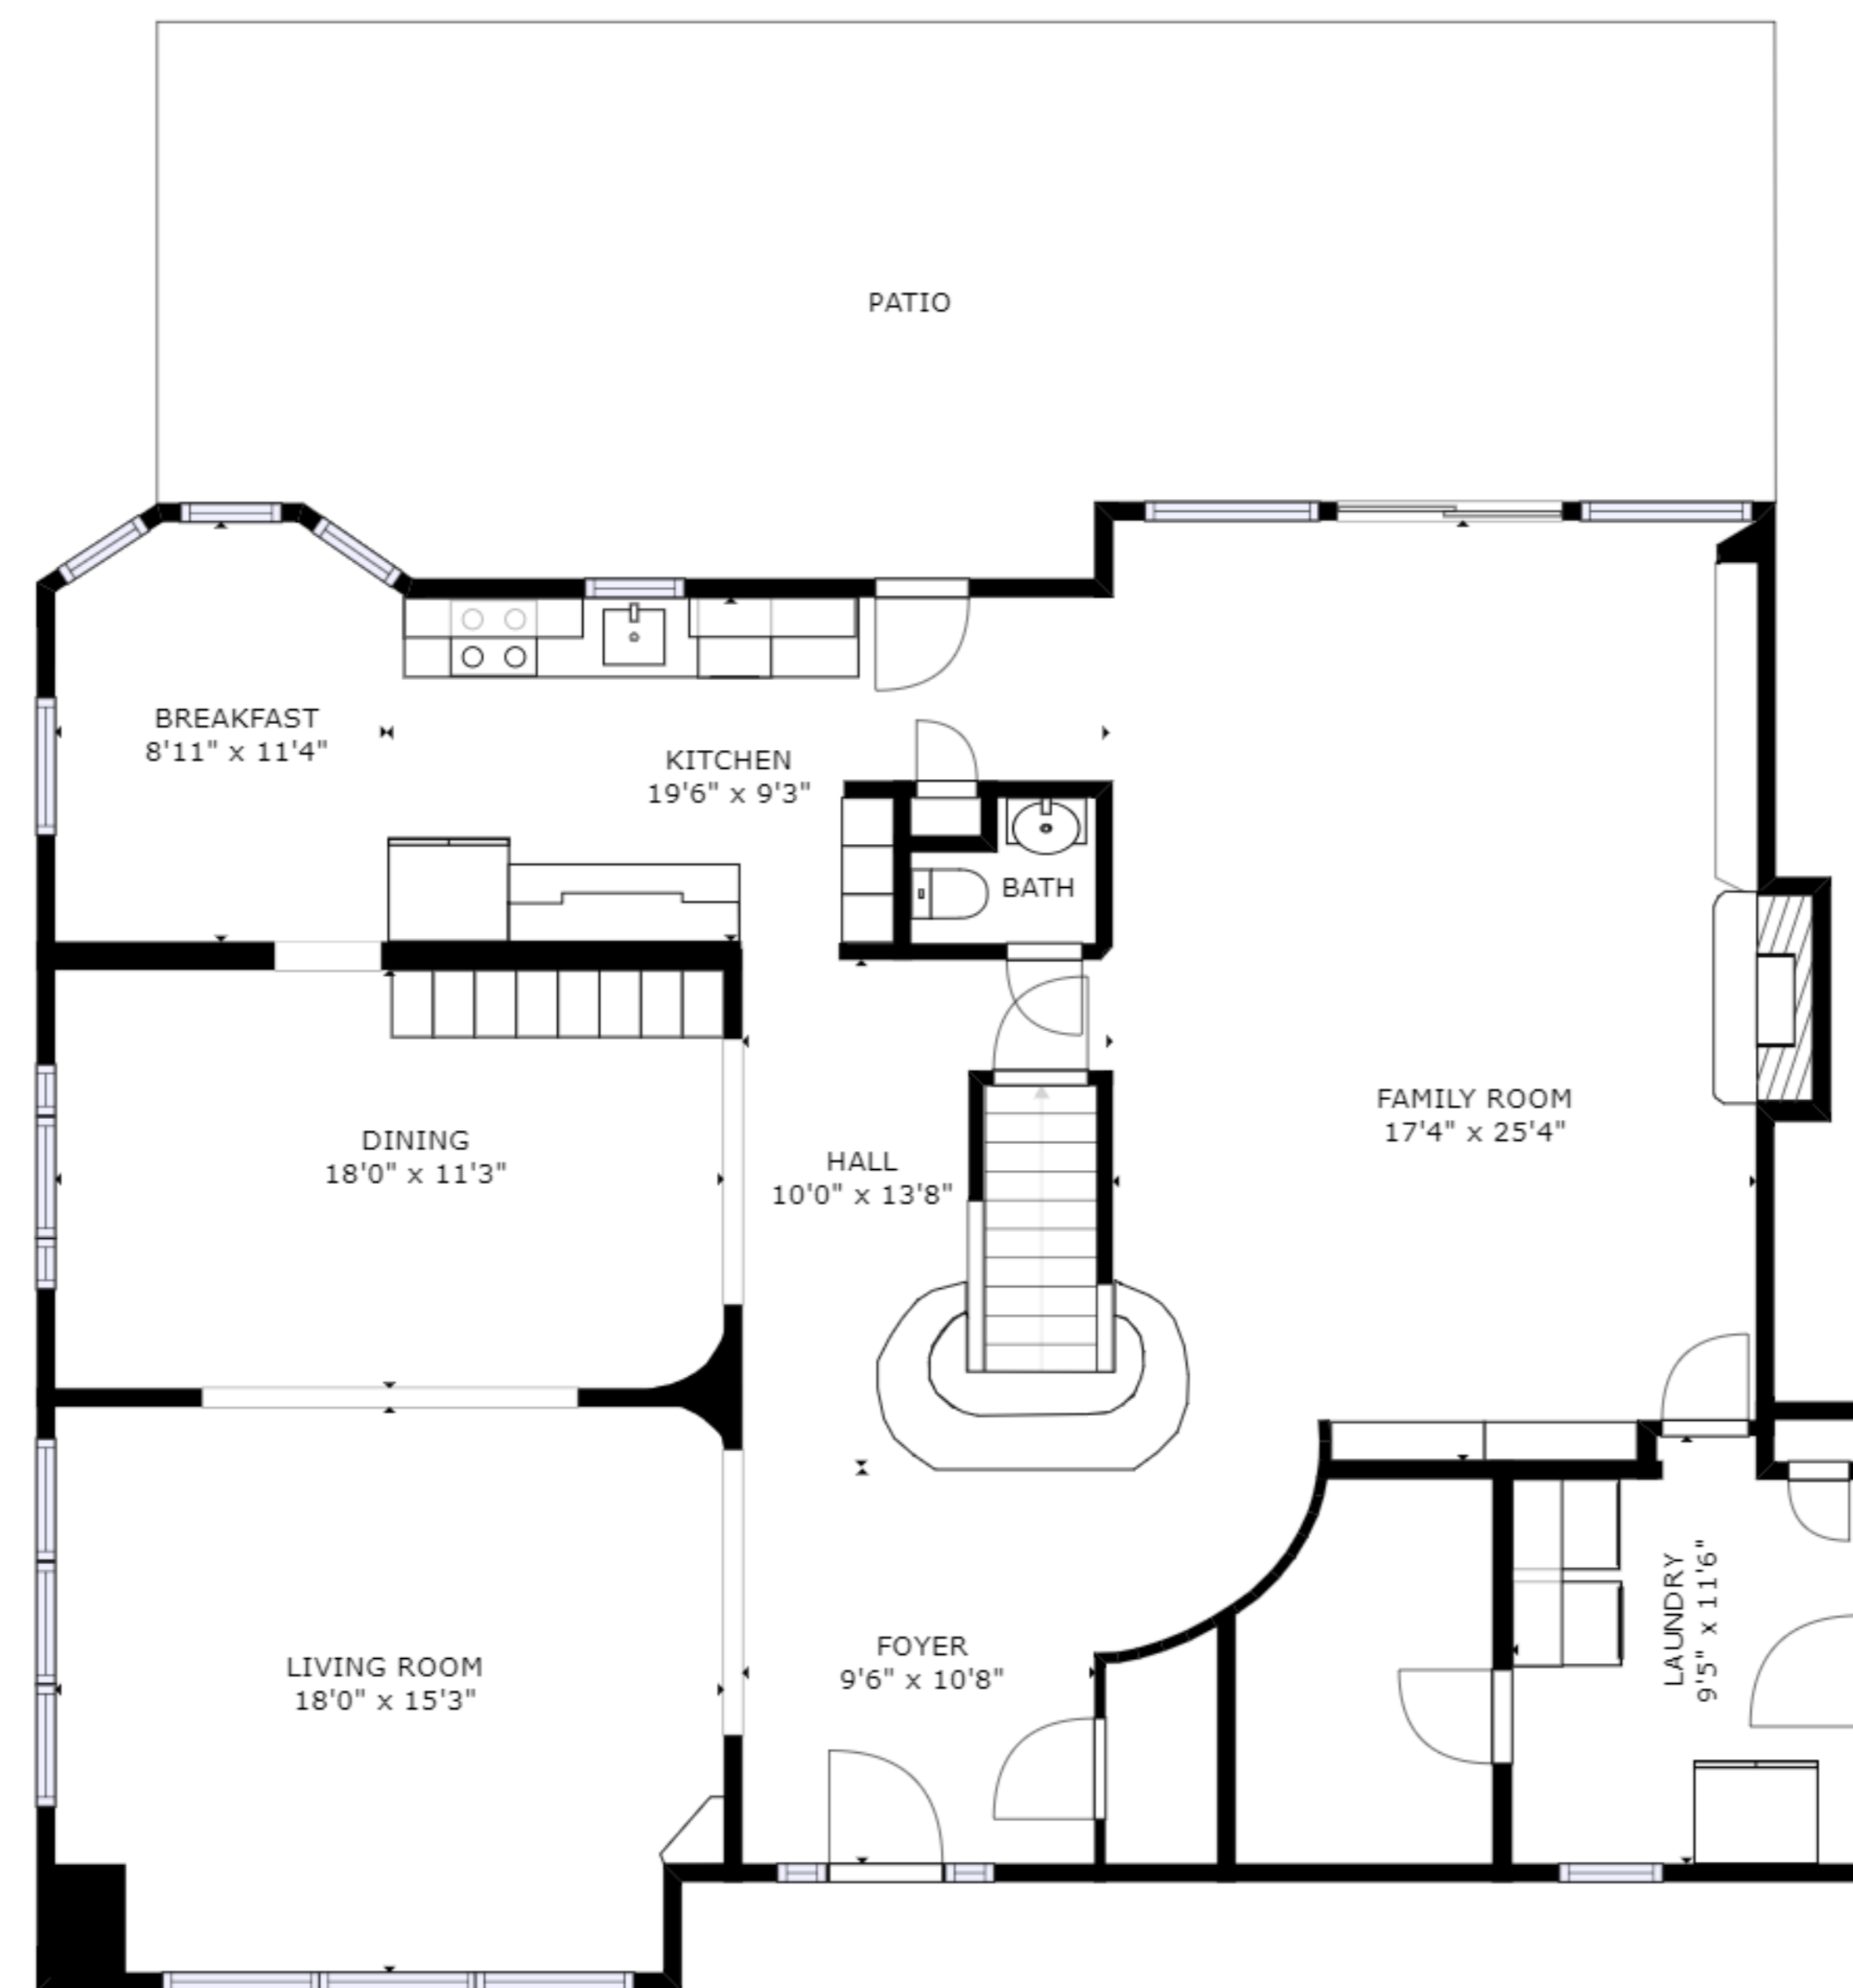 PATIO
BREAKFAST
8'11" x 11'4"
KITCHEN
19'6" x 9'3"
BATH
FAMILY ROOM
17'4" x 25'4"
DINING
18'0" x 11'3"
HALL
10'0" x 13'8"
LIVING ROOM
18'0" x 15'3"
FOYER
9'6" x 10'8"
LAUNDRY
9'5" x 11'6"